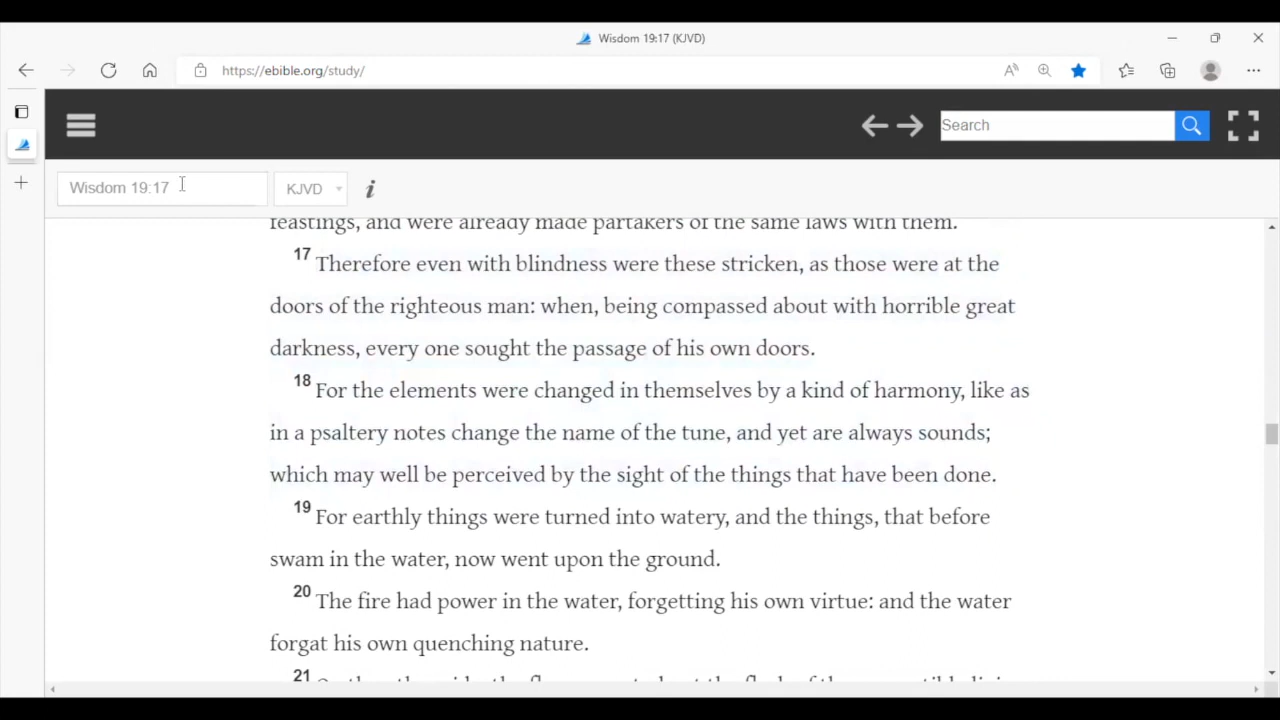 Wisdom 19:17 (KJVD)
https://ebible.org/study/
Search
Wisdom 19:17
KJVD
i
feastings, and were already made partakers of the same laws with them.
17 Therefore even with blindness were these stricken, as those were at the
doors of the righteous man: when, being compassed about with horrible great
darkness, every one sought the passage of his own doors.
18 For the elements were changed in themselves by a kind of harmony, like as
in a psaltery notes change the name of the tune, and yet are always sounds;
which may well be perceived by the sight of the things that have been done.
19 For earthly things were turned into watery, and the things, that before
swam in the water, now went upon the ground.
20 The fire had power in the water, forgetting his own virtue: and the water
forgat his own quenching nature.
21